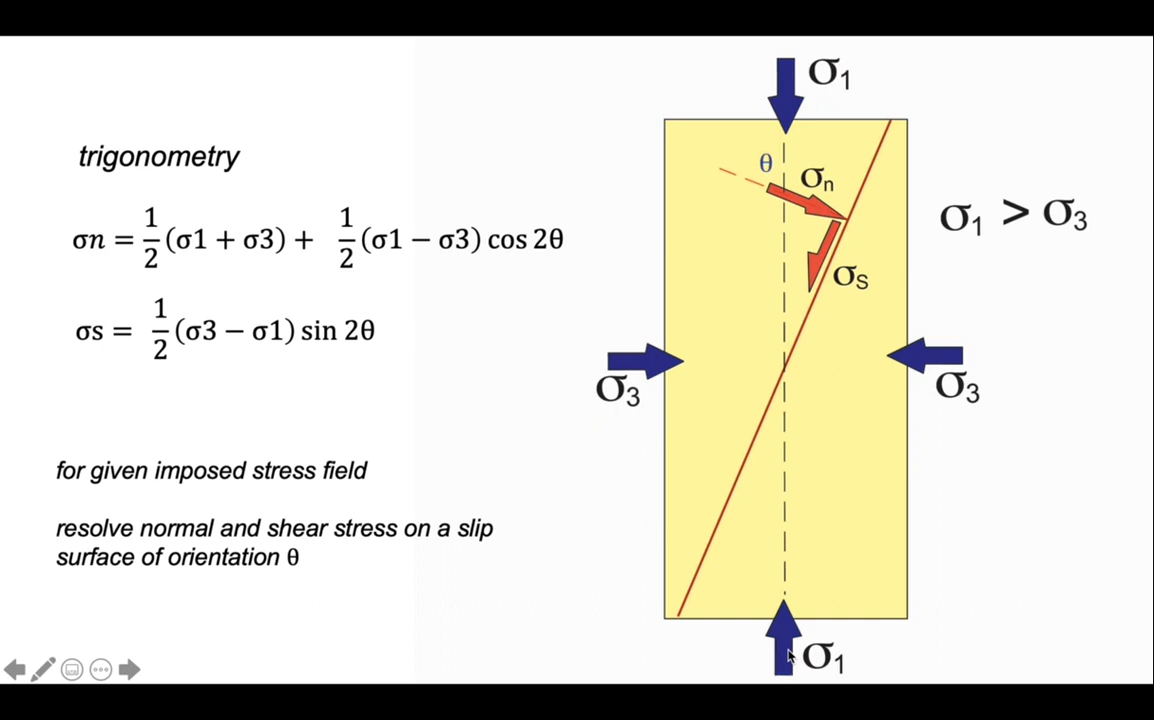 trigonometry
σn = 1/2 (σ1 + σ3) + 1/2 (σ1 − σ3) cos 2θ
σs = 1/2 (σ3 − σ1) sin 2θ
for given imposed stress field
resolve normal and shear stress on a slip
surface of orientation θ
σ1
θ
σn
σ1 > σ3
σs
σ3
σ3
σ1